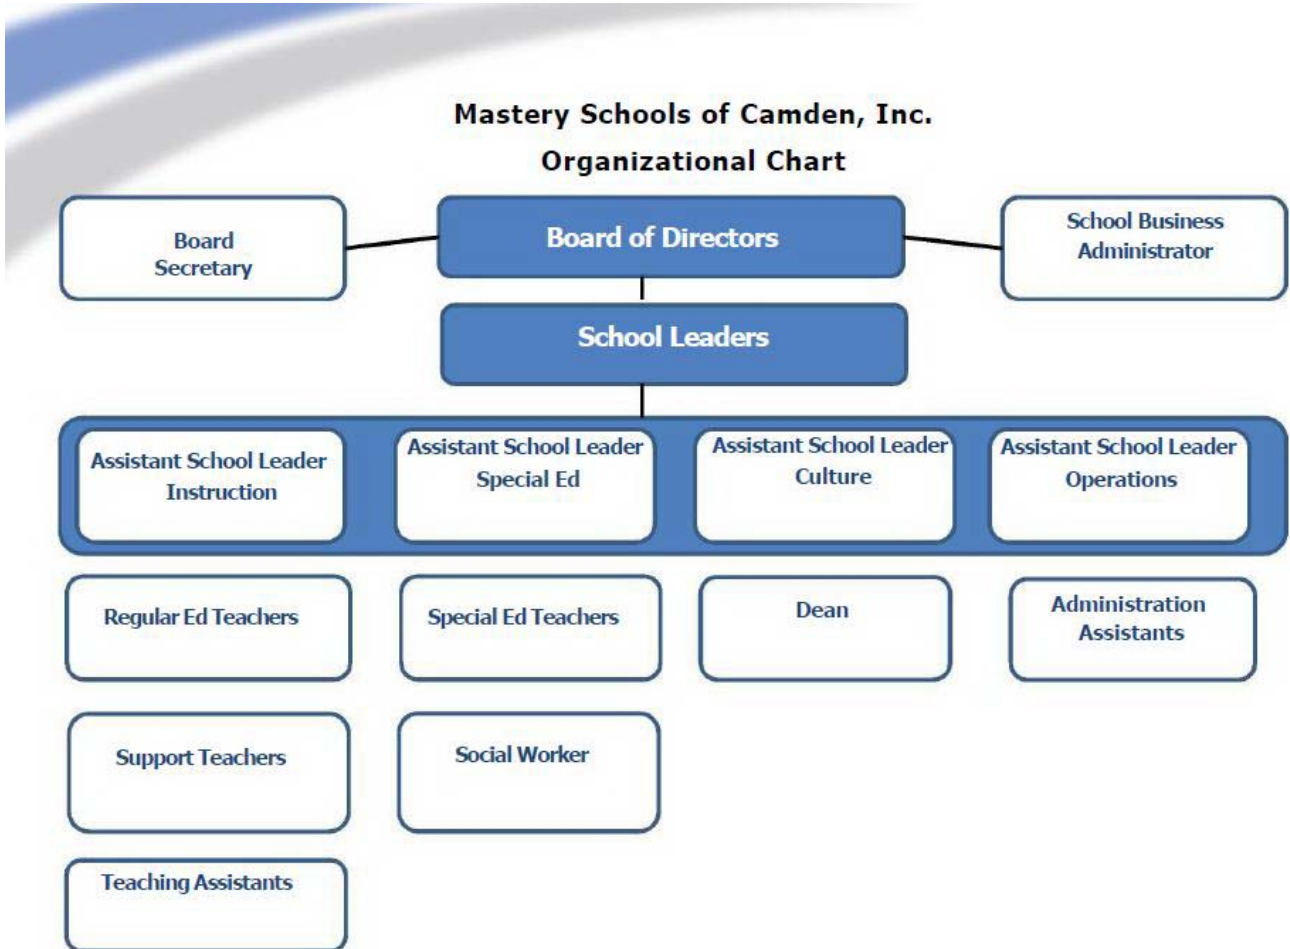 Mastery Schools of Camden, Inc.
Organizational Chart
Board
Secretary
Board of Directors
School Business
Administrator
School Leaders
Assistant School Leader
Instruction
Assistant School Leader
Special Ed
Assistant School Leader
Culture
Assistant School Leader
Operations
Regular Ed Teachers
Special Ed Teachers
Dean
Administration
Assistants
Support Teachers
Social Worker
Teaching Assistants